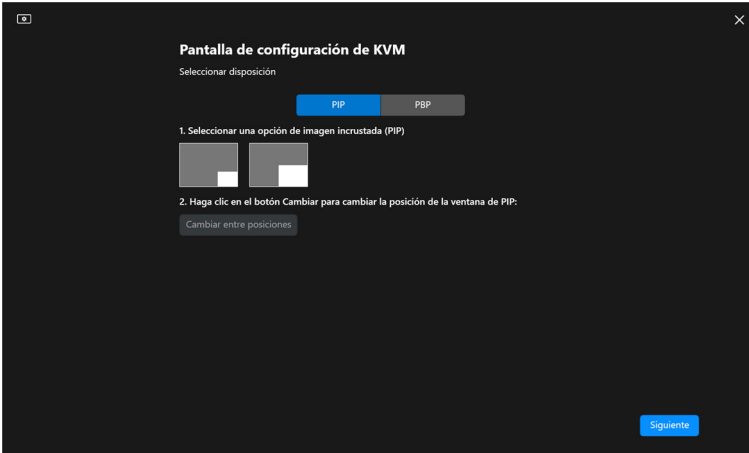 Pantalla de configuración de KVM
Seleccionar disposición
PIP
PBP
1. Seleccionar una opción de imagen incrustada (PIP)
2. Haga clic en el botón Cambiar para cambiar la posición de la ventana de PIP:
Cambiar entre posiciones
Siguiente